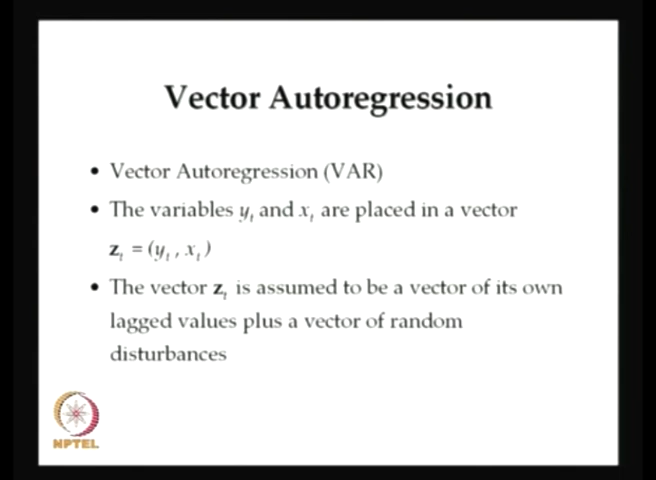 Vector Autoregression
• Vector Autoregression (VAR)
• The variables yₜ and xₜ are placed in a vector
zₜ = (yₜ , xₜ)
• The vector zₜ is assumed to be a vector of its own
lagged values plus a vector of random
disturbances
NPTEL